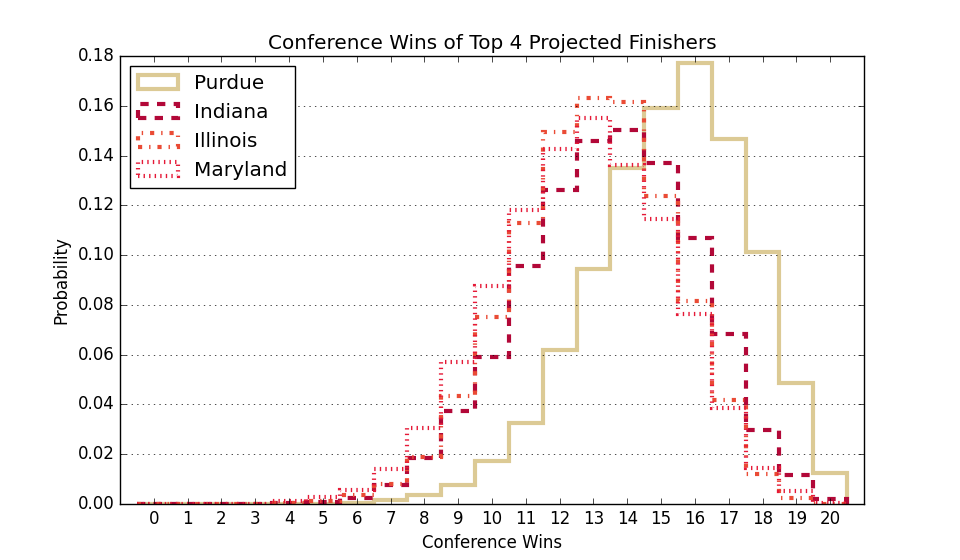 Conference Wins of Top 4 Projected Finishers
Purdue
Indiana
Illinois
Maryland
Probability
0.18
0.16
0.14
0.12
0.10
0.08
0.06
0.04
0.02
0.00
0 1 2 3 4 5 6 7 8 9 10 11 12 13 14 15 16 17 18 19 20
Conference Wins